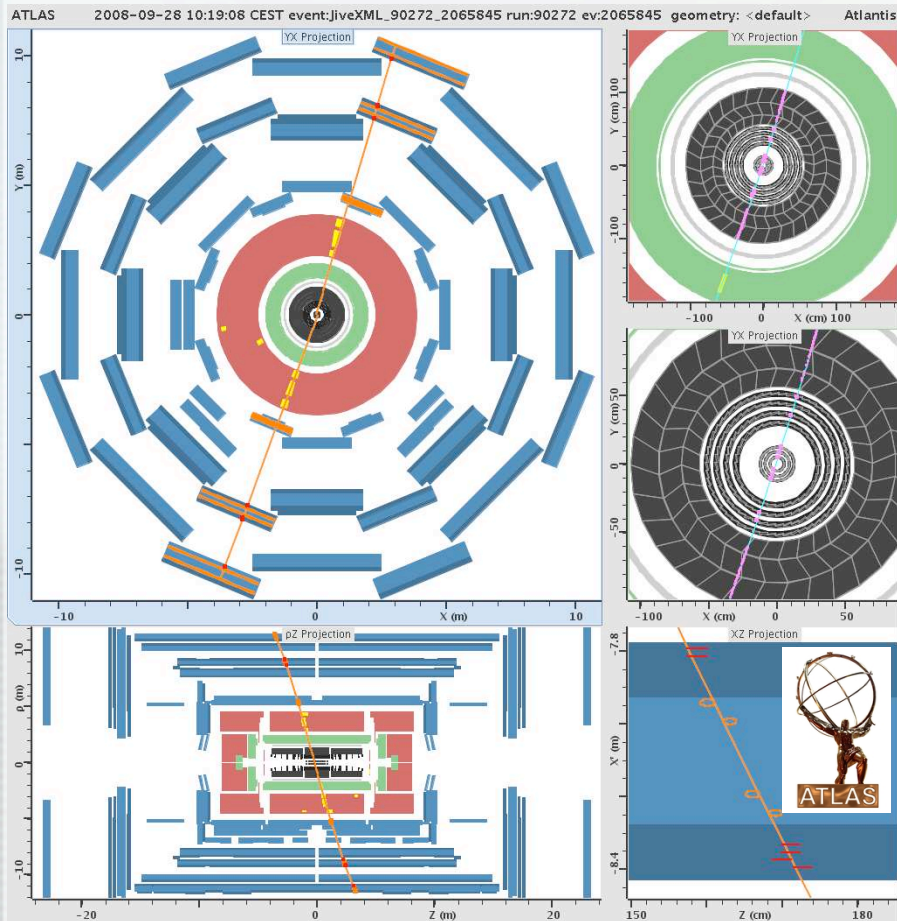 ATLAS 2008-09-28 10:19:08 CEST event:JiveXML_90272_2065845 run:90272 ev:2065845 geometry: <default> Atlantis
YX Projection
10
Y (m)
0
-10
-10 0 X (m) 10
YX Projection
100
Y (cm)
0
-100
-100 0 X (cm) 100
YX Projection
50
Y (cm)
0
-50
-100 X (cm) 0 50
ρZ Projection
10
ρ (m)
0
-10
-20 0 Z (m) 20
XZ Projection
-7.8
X' (m)
-8.4
150 Z (cm) 180
ATLAS